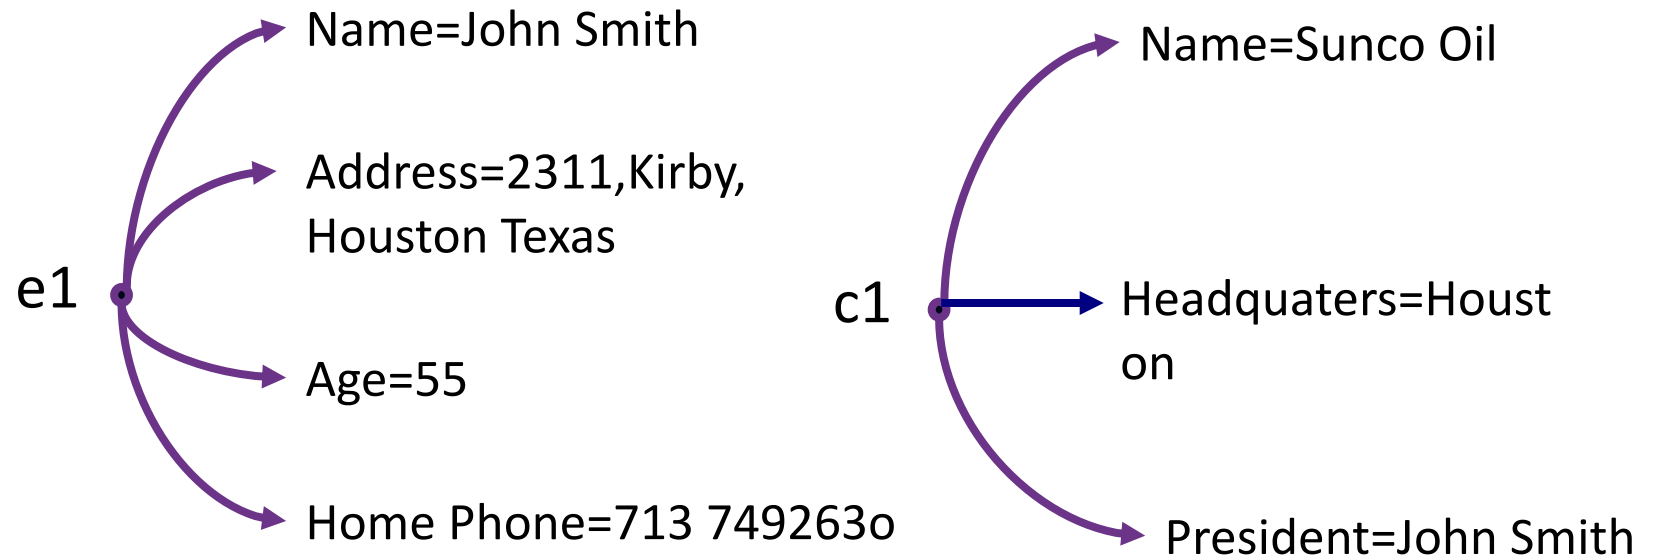 Name=John Smith
Address=2311,Kirby,
Houston Texas
e1
Age=55
Home Phone=713 749263o
Name=Sunco Oil
c1
Headquaters=Houst
on
President=John Smith